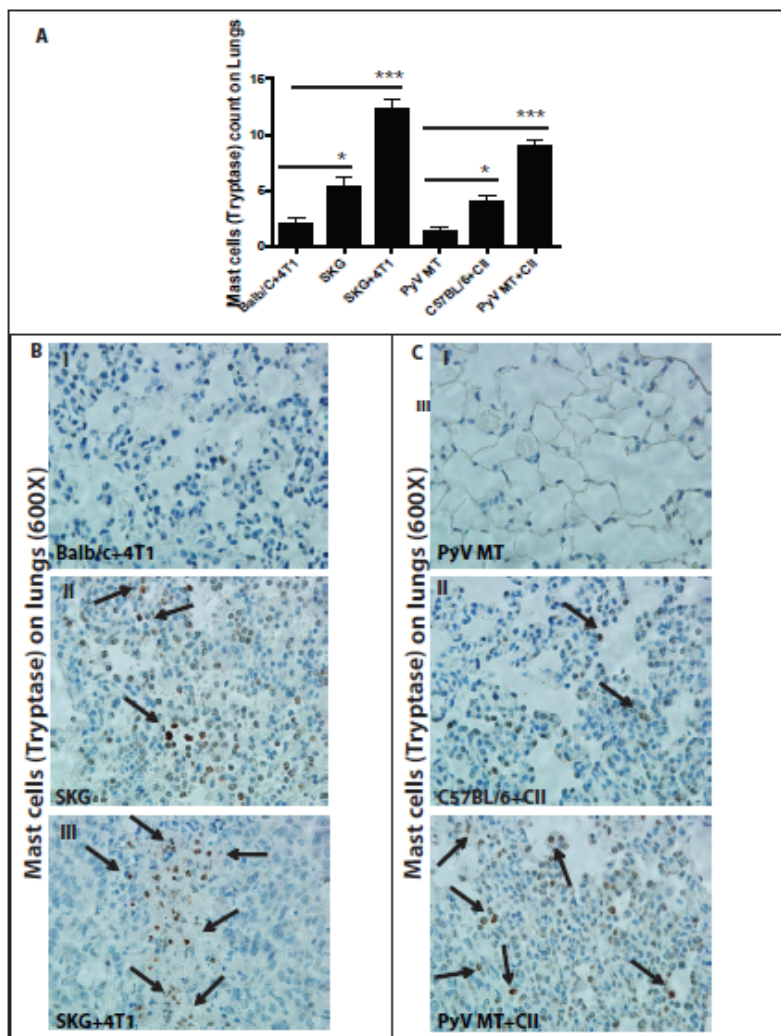 A
Mast cells (Tryptase) count on Lungs
15
10
5
0
***
*
***
*
Balb/C+4T1
SKG
SKG+4T1
PyV MT
C57BL/6+CII
PyV MT+CII
B
Mast cells (Tryptase) on lungs (600X)
I
Balb/c+4T1
II
SKG
III
SKG+4T1
C
Mast cells (Tryptase) on lungs (600X)
I
III
PyV MT
II
C57BL/6+CII
PyV MT+CII